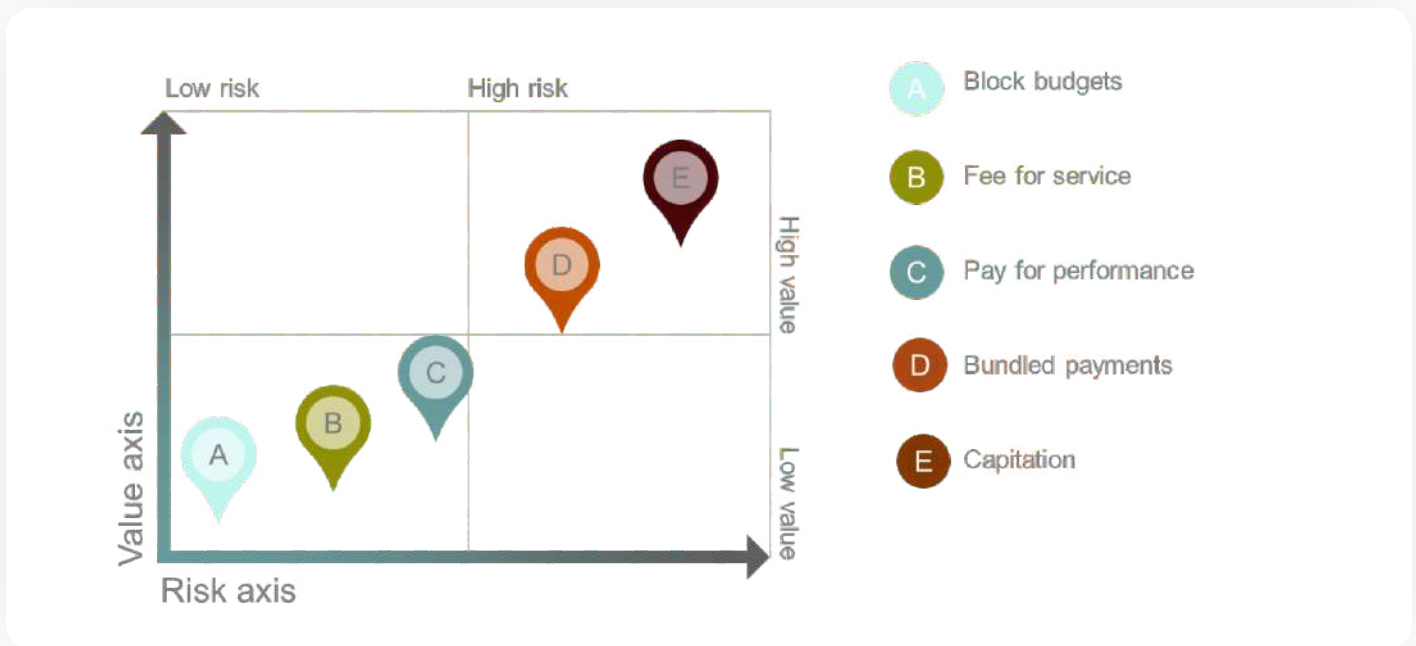 Low risk
High risk
A
Block budgets
B
Fee for service
C
Pay for performance
D
Bundled payments
E
Capitation
E
D
C
B
A
High value
Low value
Value axis
Risk axis